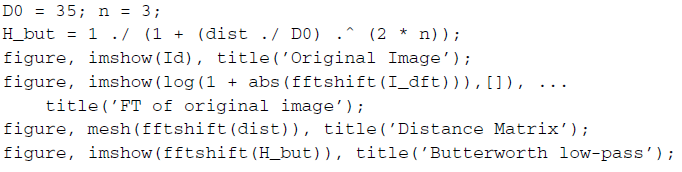 D0 = 35; n = 3;
H_but = 1 ./ (1 + (dist ./ D0) .^ (2 * n));
figure, imshow(Id), title(’Original Image’);
figure, imshow(log(1 + abs(fftshift(I_dft))),[]), ...
title(’FT of original image’);
figure, mesh(fftshift(dist)), title(’Distance Matrix’);
figure, imshow(fftshift(H_but)), title(’Butterworth low-pass’);